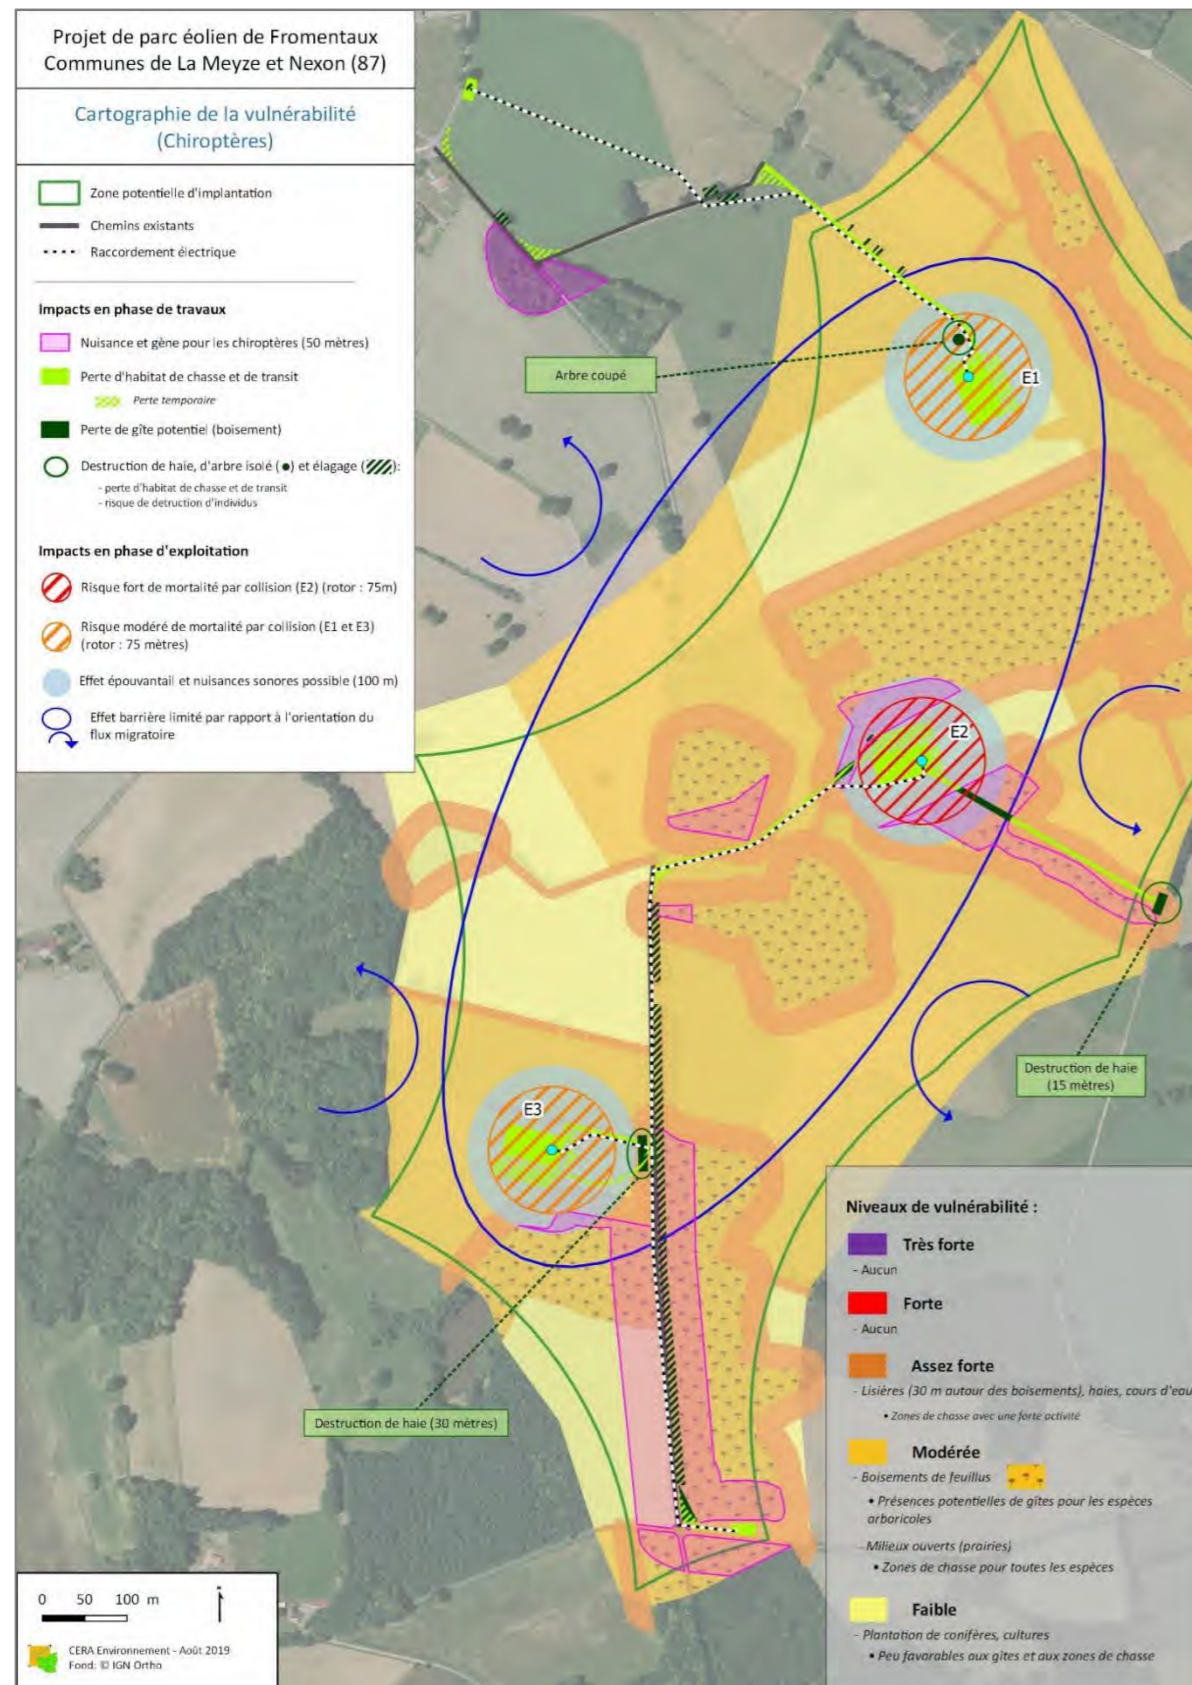 Projet de parc éolien de Fromentaux
Communes de La Meyze et Nexon (87)
Cartographie de la vulnérabilité
(Chiroptères)
Zone potentielle d'implantation
Chemins existants
Raccordement électrique
Impacts en phase de travaux
Nuisance et gêne pour les chiroptères (50 mètres)
Perte d'habitat de chasse et de transit
Perte temporaire
Perte de gîte potentiel (boisement)
Destruction de haie, d'arbre isolé (●) et élagage ( ):
- perte d'habitat de chasse et de transit
- risque de detruction d'individus
Impacts en phase d'exploitation
Risque fort de mortalité par collision (E2) (rotor : 75m)
Risque modéré de mortalité par collision (E1 et E3)
(rotor : 75 mètres)
Effet épouvantail et nuisances sonores possible (100 m)
Effet barrière limité par rapport à l'orientation du
flux migratoire
Arbre coupé
E1
E2
E3
Destruction de haie
(15 mètres)
Destruction de haie (30 mètres)
Niveaux de vulnérabilité :
Très forte
- Aucun
Forte
- Aucun
Assez forte
- Lisières (30 m autour des boisements), haies, cours d'eau
• Zones de chasse avec une forte activité
Modérée
- Boisements de feuillus
• Présences potentielles de gîtes pour les espèces
arboricoles
- Milieux ouverts (prairies)
• Zones de chasse pour toutes les espèces
Faible
- Plantation de conifères, cultures
• Peu favorables aux gîtes et aux zones de chasse
0 50 100 m
CERA Environnement - Août 2019
Fond: © IGN Ortho